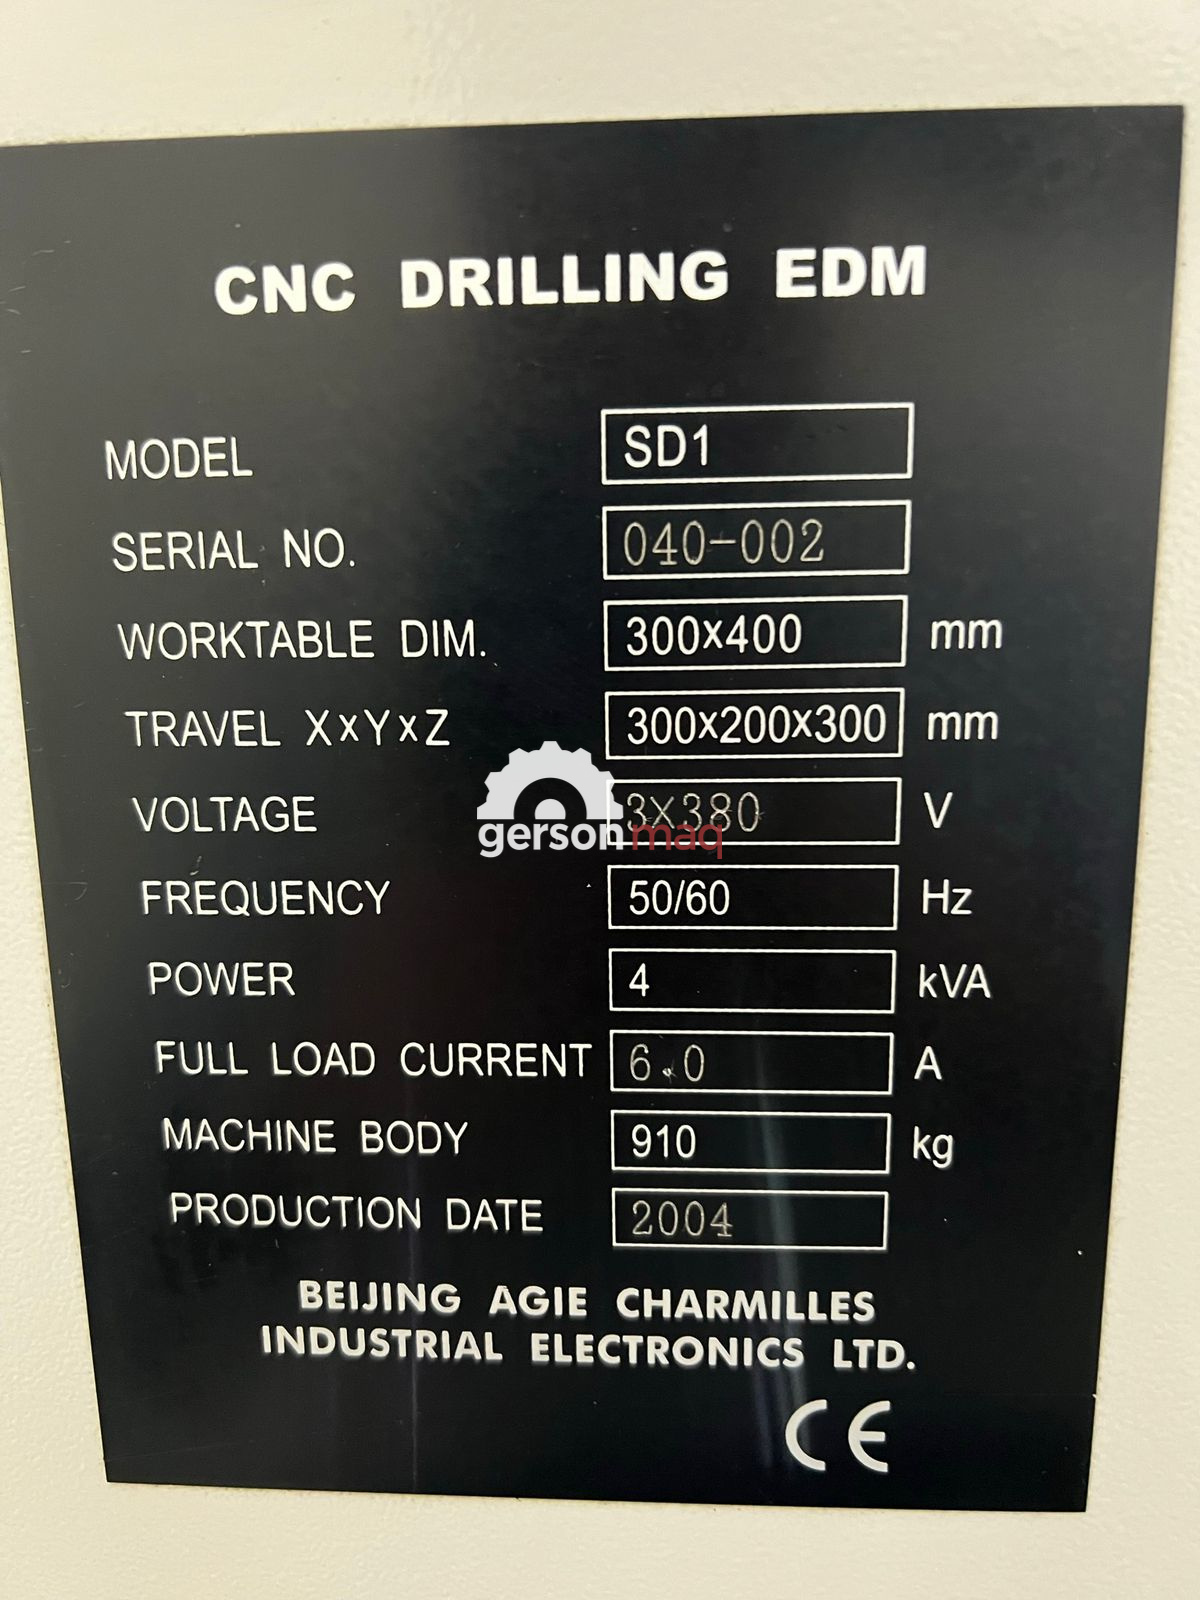 CNC DRILLING EDM
MODEL SD1
SERIAL NO. 040-002
WORKTABLE DIM. 300x400 mm
TRAVEL XxYxZ 300x200x300 mm
VOLTAGE 3X380 V
gersonmaq
FREQUENCY 50/60 Hz
POWER 4 kVA
FULL LOAD CURRENT 6.0 A
MACHINE BODY 910 kg
PRODUCTION DATE 2004
BEIJING AGIE CHARMILLES
INDUSTRIAL ELECTRONICS LTD.
CE